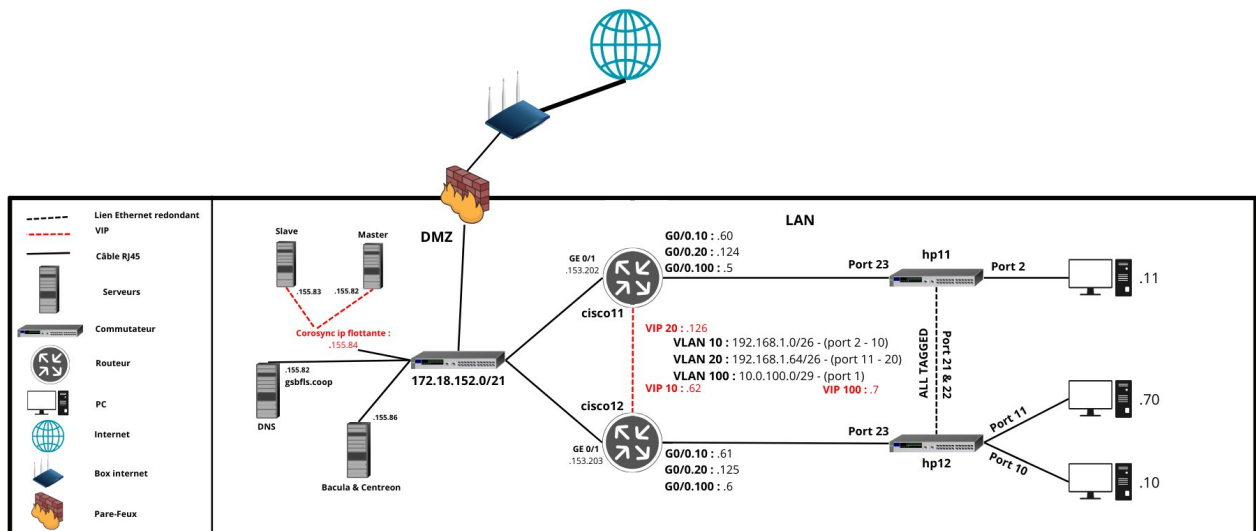 Lien Ethernet redondant
VIP
Câble RJ45
Serveurs
Commutateur
Routeur
PC
Internet
Box internet
Pare-Feux
DMZ
LAN
Slave
Master
.155.83
.155.82
Corosync ip flottante :
.155.84
.155.82
gsbfls.coop
DNS
172.18.152.0/21
.155.86
Bacula & Centreon
GE 0/1
.153.202
cisco11
G0/0.10 : .60
G0/0.20 : .124
G0/0.100 : .5
VIP 20 : .126
VLAN 10 : 192.168.1.0/26 - (port 2 - 10)
VLAN 20 : 192.168.1.64/26 - (port 11 - 20)
VLAN 100 : 10.0.100.0/29 - (port 1)
VIP 10 : .62
VIP 100 : .7
cisco12
GE 0/1
.153.203
G0/0.10 : .61
G0/0.20 : .125
G0/0.100 : .6
Port 23
hp11
Port 2
.11
ALL TAGGED
Port 21 & 22
Port 23
hp12
Port 11
.70
Port 10
.10